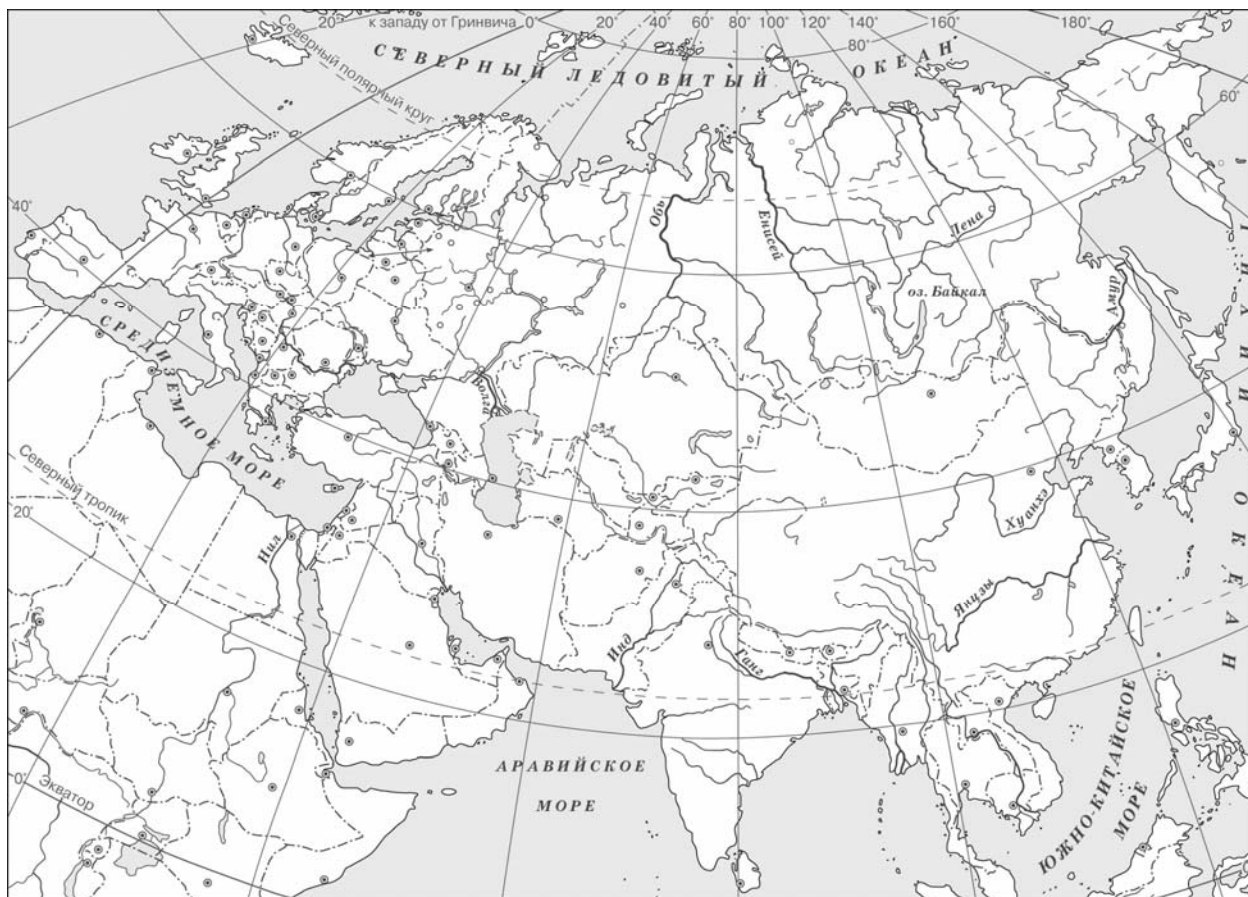 20°
к западу от Гринвича
0°
20°
40°
60°
80°
100°
120°
140°
160°
180°
80°
60°
СЕВЕРНЫЙ ЛЕДОВИТЫЙ ОКЕАН
Северный полярный круг
40°
Обь
Енисей
Лена
оз. Байкал
Амур
ТИХИЙ ОКЕАН
СРЕДИЗЕМНОЕ МОРЕ
Волга
Северный тропик
20°
Нил
Хуанхэ
Янцзы
Инд
Ганг
АРАВИЙСКОЕ
МОРЕ
ЮЖНО-КИТАЙСКОЕ
МОРЕ
0°
Экватор